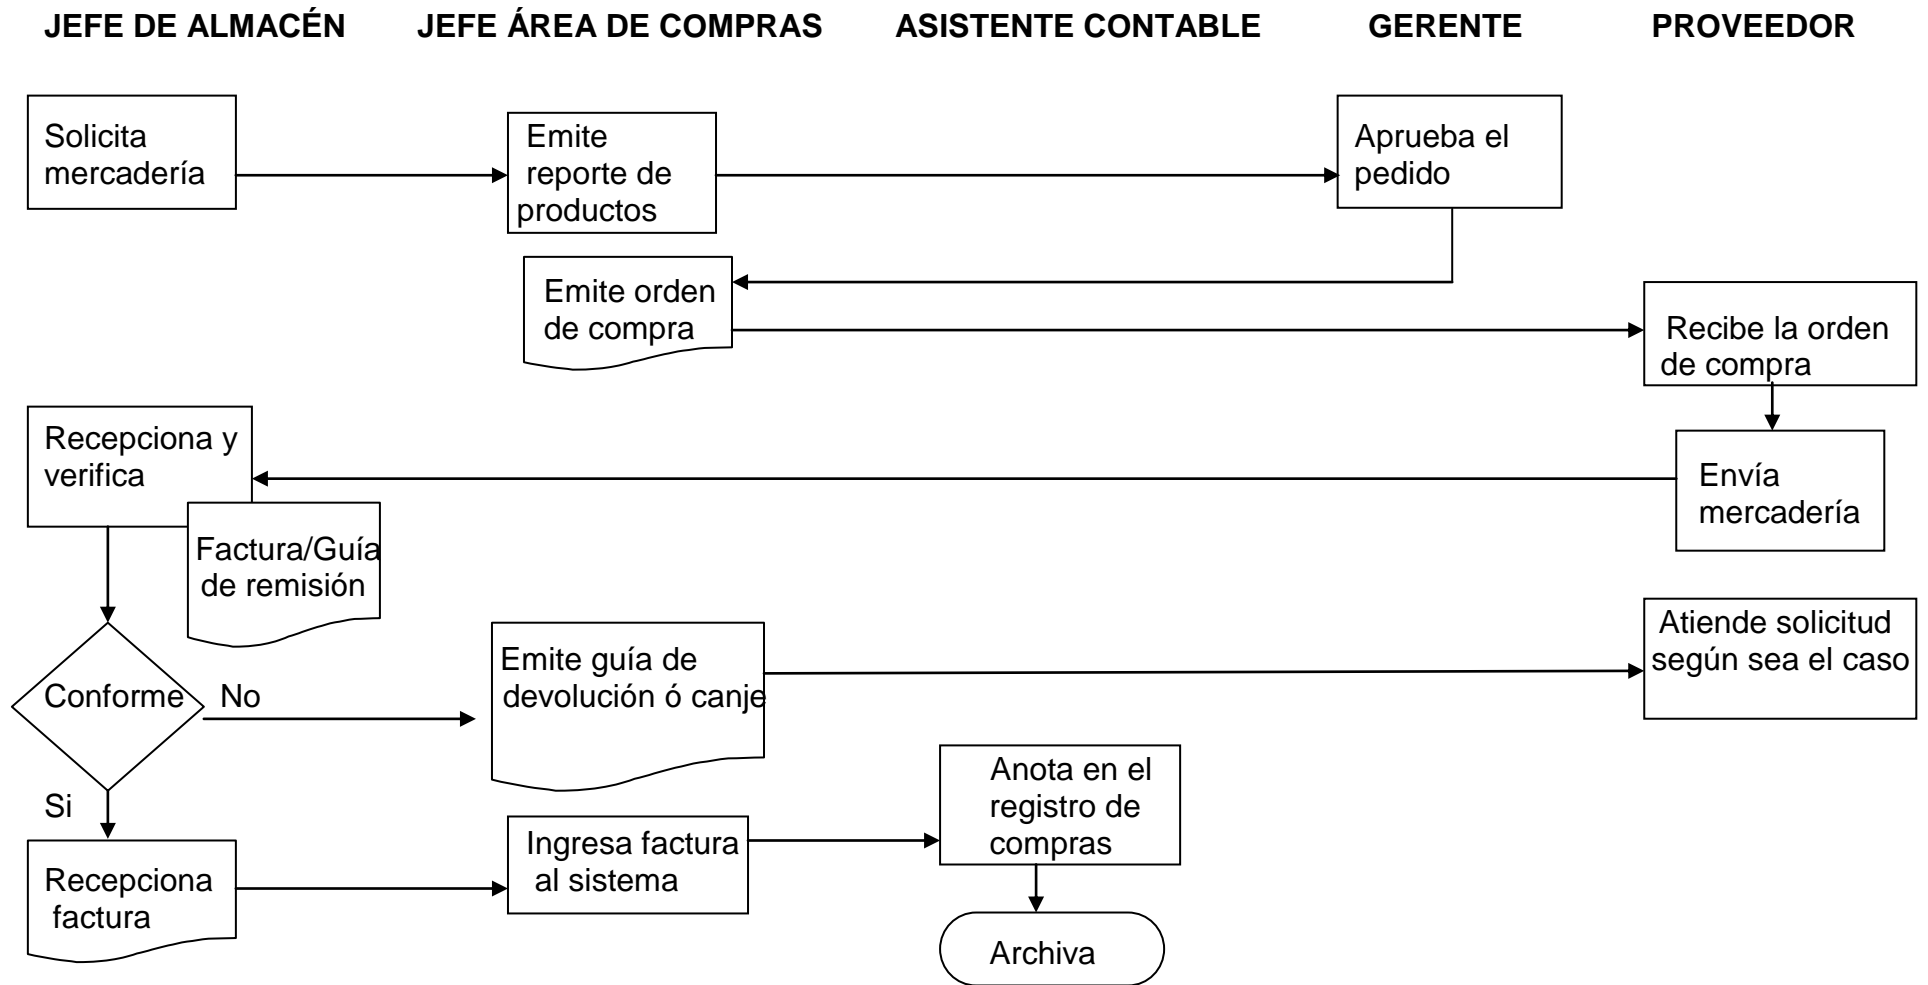 JEFE DE ALMACÉN
JEFE ÁREA DE COMPRAS
ASISTENTE CONTABLE
GERENTE
PROVEEDOR
Solicita
mercadería
Emite
reporte de
productos
Aprueba el
pedido
Emite orden
de compra
Recibe la orden
de compra
Recepciona y
verifica
Envía
mercadería
Factura/Guía
de remisión
Atiende solicitud
según sea el caso
Emite guía de
devolución ó canje
Conforme
No
Si
Anota en el
registro de
compras
Ingresa factura
al sistema
Recepciona
factura
Archiva